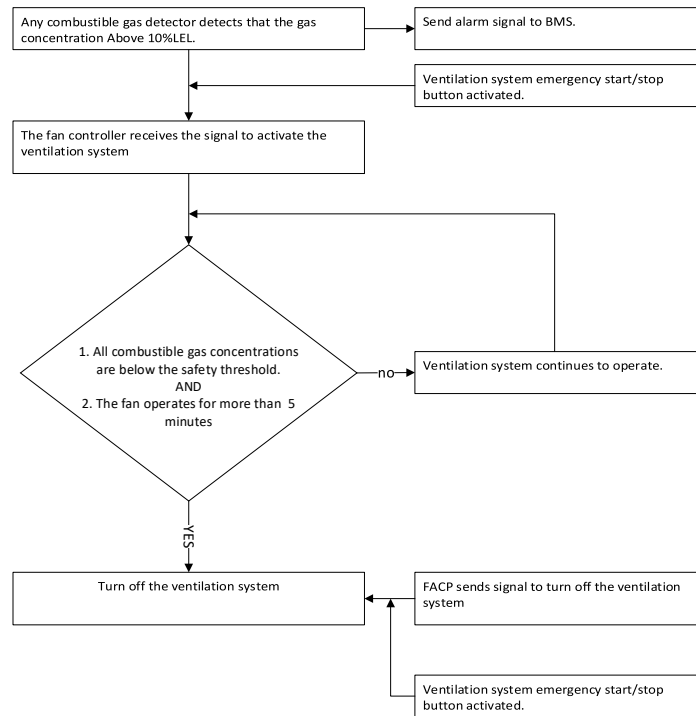 Any combustible gas detector detects that the gas
concentration Above 10%LEL.
Send alarm signal to BMS.
Ventilation system emergency start/stop
button activated.
The fan controller receives the signal to activate the
ventilation system
1. All combustible gas concentrations
are below the safety threshold.
AND
2. The fan operates for more than 5
minutes
no
Ventilation system continues to operate.
YES
Turn off the ventilation system
FACP sends signal to turn off the ventilation
system
Ventilation system emergency start/stop
button activated.